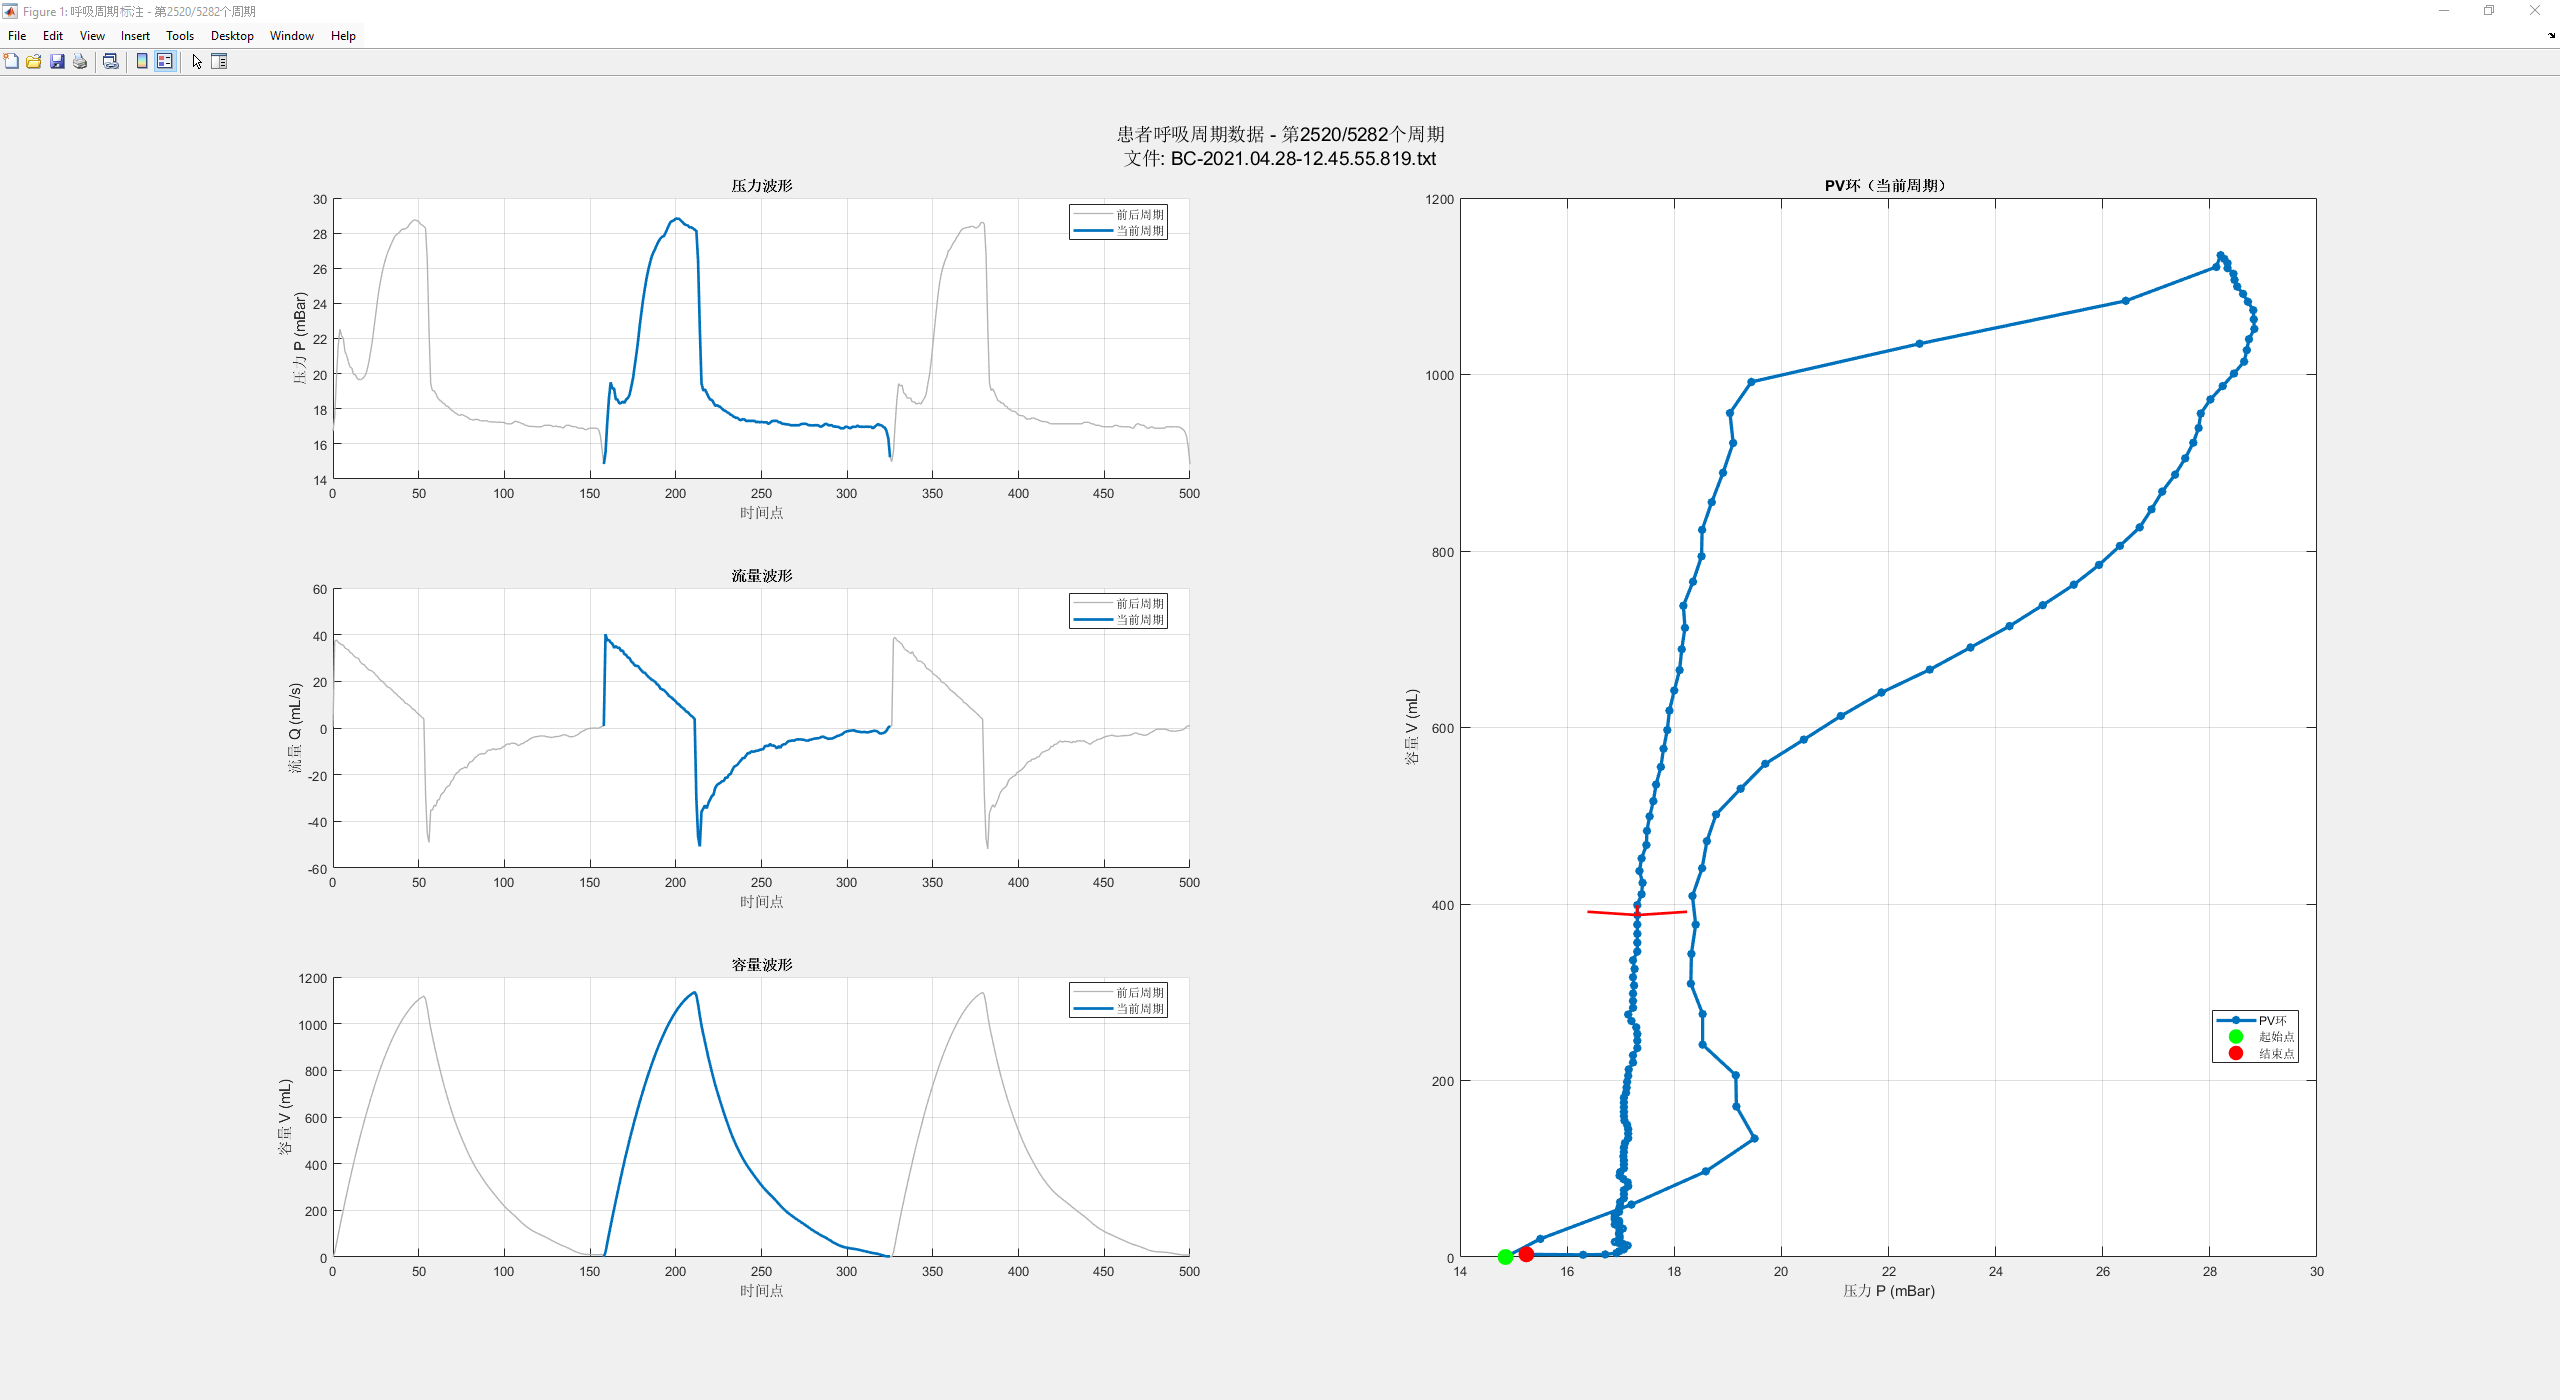 Figure 1: 呼吸周期标注 - 第2520/5282个周期
File Edit View Insert Tools Desktop Window Help
患者呼吸周期数据 - 第2520/5282个周期
文件: BC-2021.04.28-12.45.55.819.txt
压力波形
30
28
26
24
22
20
18
16
14
压力 P (mBar)
0 50 100 150 200 250 300 350 400 450 500
时间点
前后周期
当前周期
流量波形
60
40
20
0
-20
-40
-60
流量 Q (mL/s)
0 50 100 150 200 250 300 350 400 450 500
时间点
前后周期
当前周期
容量波形
1200
1000
800
600
400
200
0
容量 V (mL)
0 50 100 150 200 250 300 350 400 450 500
时间点
前后周期
当前周期
PV环（当前周期）
1200
1000
800
600
400
200
0
容量 V (mL)
14 16 18 20 22 24 26 28 30
压力 P (mBar)
PV环
起始点
结束点